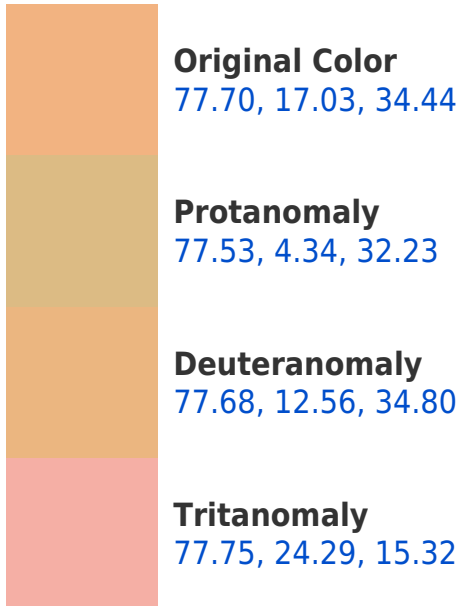 Original Color
77.70, 17.03, 34.44
Protanomaly
77.53, 4.34, 32.23
Deuteranomaly
77.68, 12.56, 34.80
Tritanomaly
77.75, 24.29, 15.32